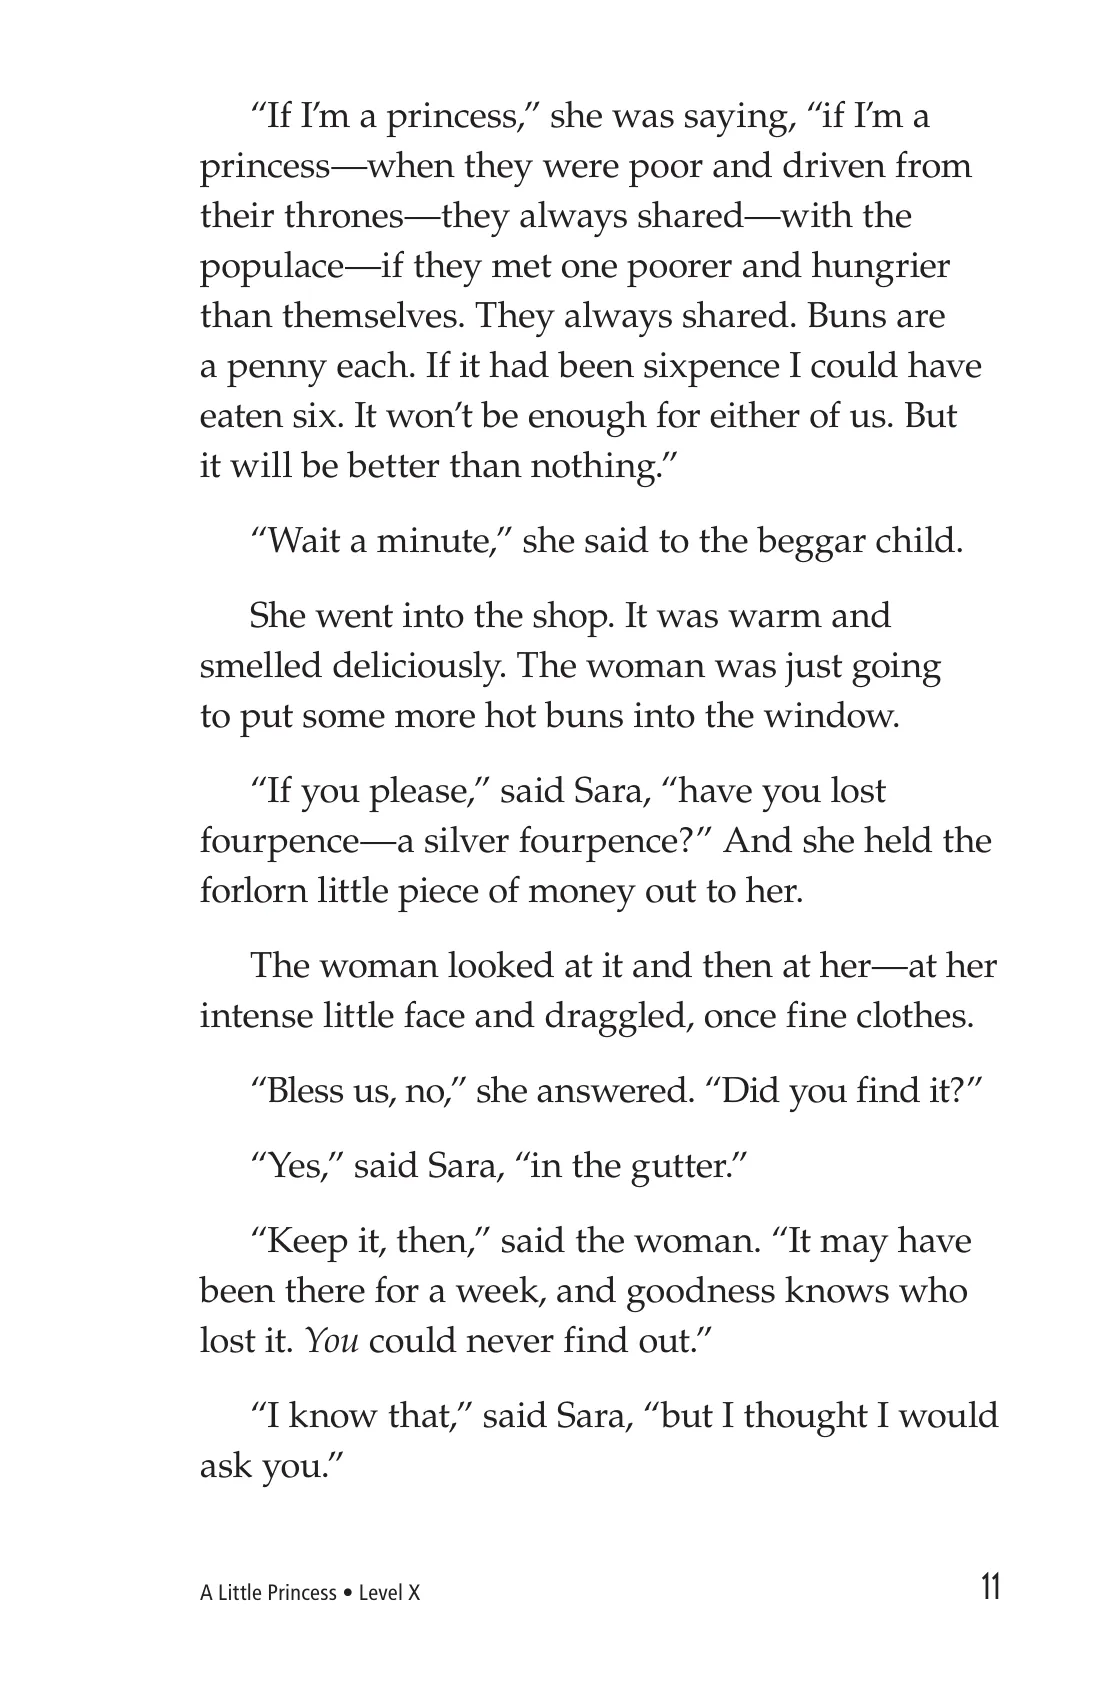 “If I’m a princess,” she was saying, “if I’m a
princess—when they were poor and driven from
their thrones—they always shared—with the
populace—if they met one poorer and hungrier
than themselves. They always shared. Buns are
a penny each. If it had been sixpence I could have
eaten six. It won’t be enough for either of us. But
it will be better than nothing.”
“Wait a minute,” she said to the beggar child.
She went into the shop. It was warm and
smelled deliciously. The woman was just going
to put some more hot buns into the window.
“If you please,” said Sara, “have you lost
fourpence—a silver fourpence?” And she held the
forlorn little piece of money out to her.
The woman looked at it and then at her—at her
intense little face and draggled, once fine clothes.
“Bless us, no,” she answered. “Did you find it?”
“Yes,” said Sara, “in the gutter.”
“Keep it, then,” said the woman. “It may have
been there for a week, and goodness knows who
lost it. You could never find out.”
“I know that,” said Sara, “but I thought I would
ask you.”
A Little Princess • Level X
11